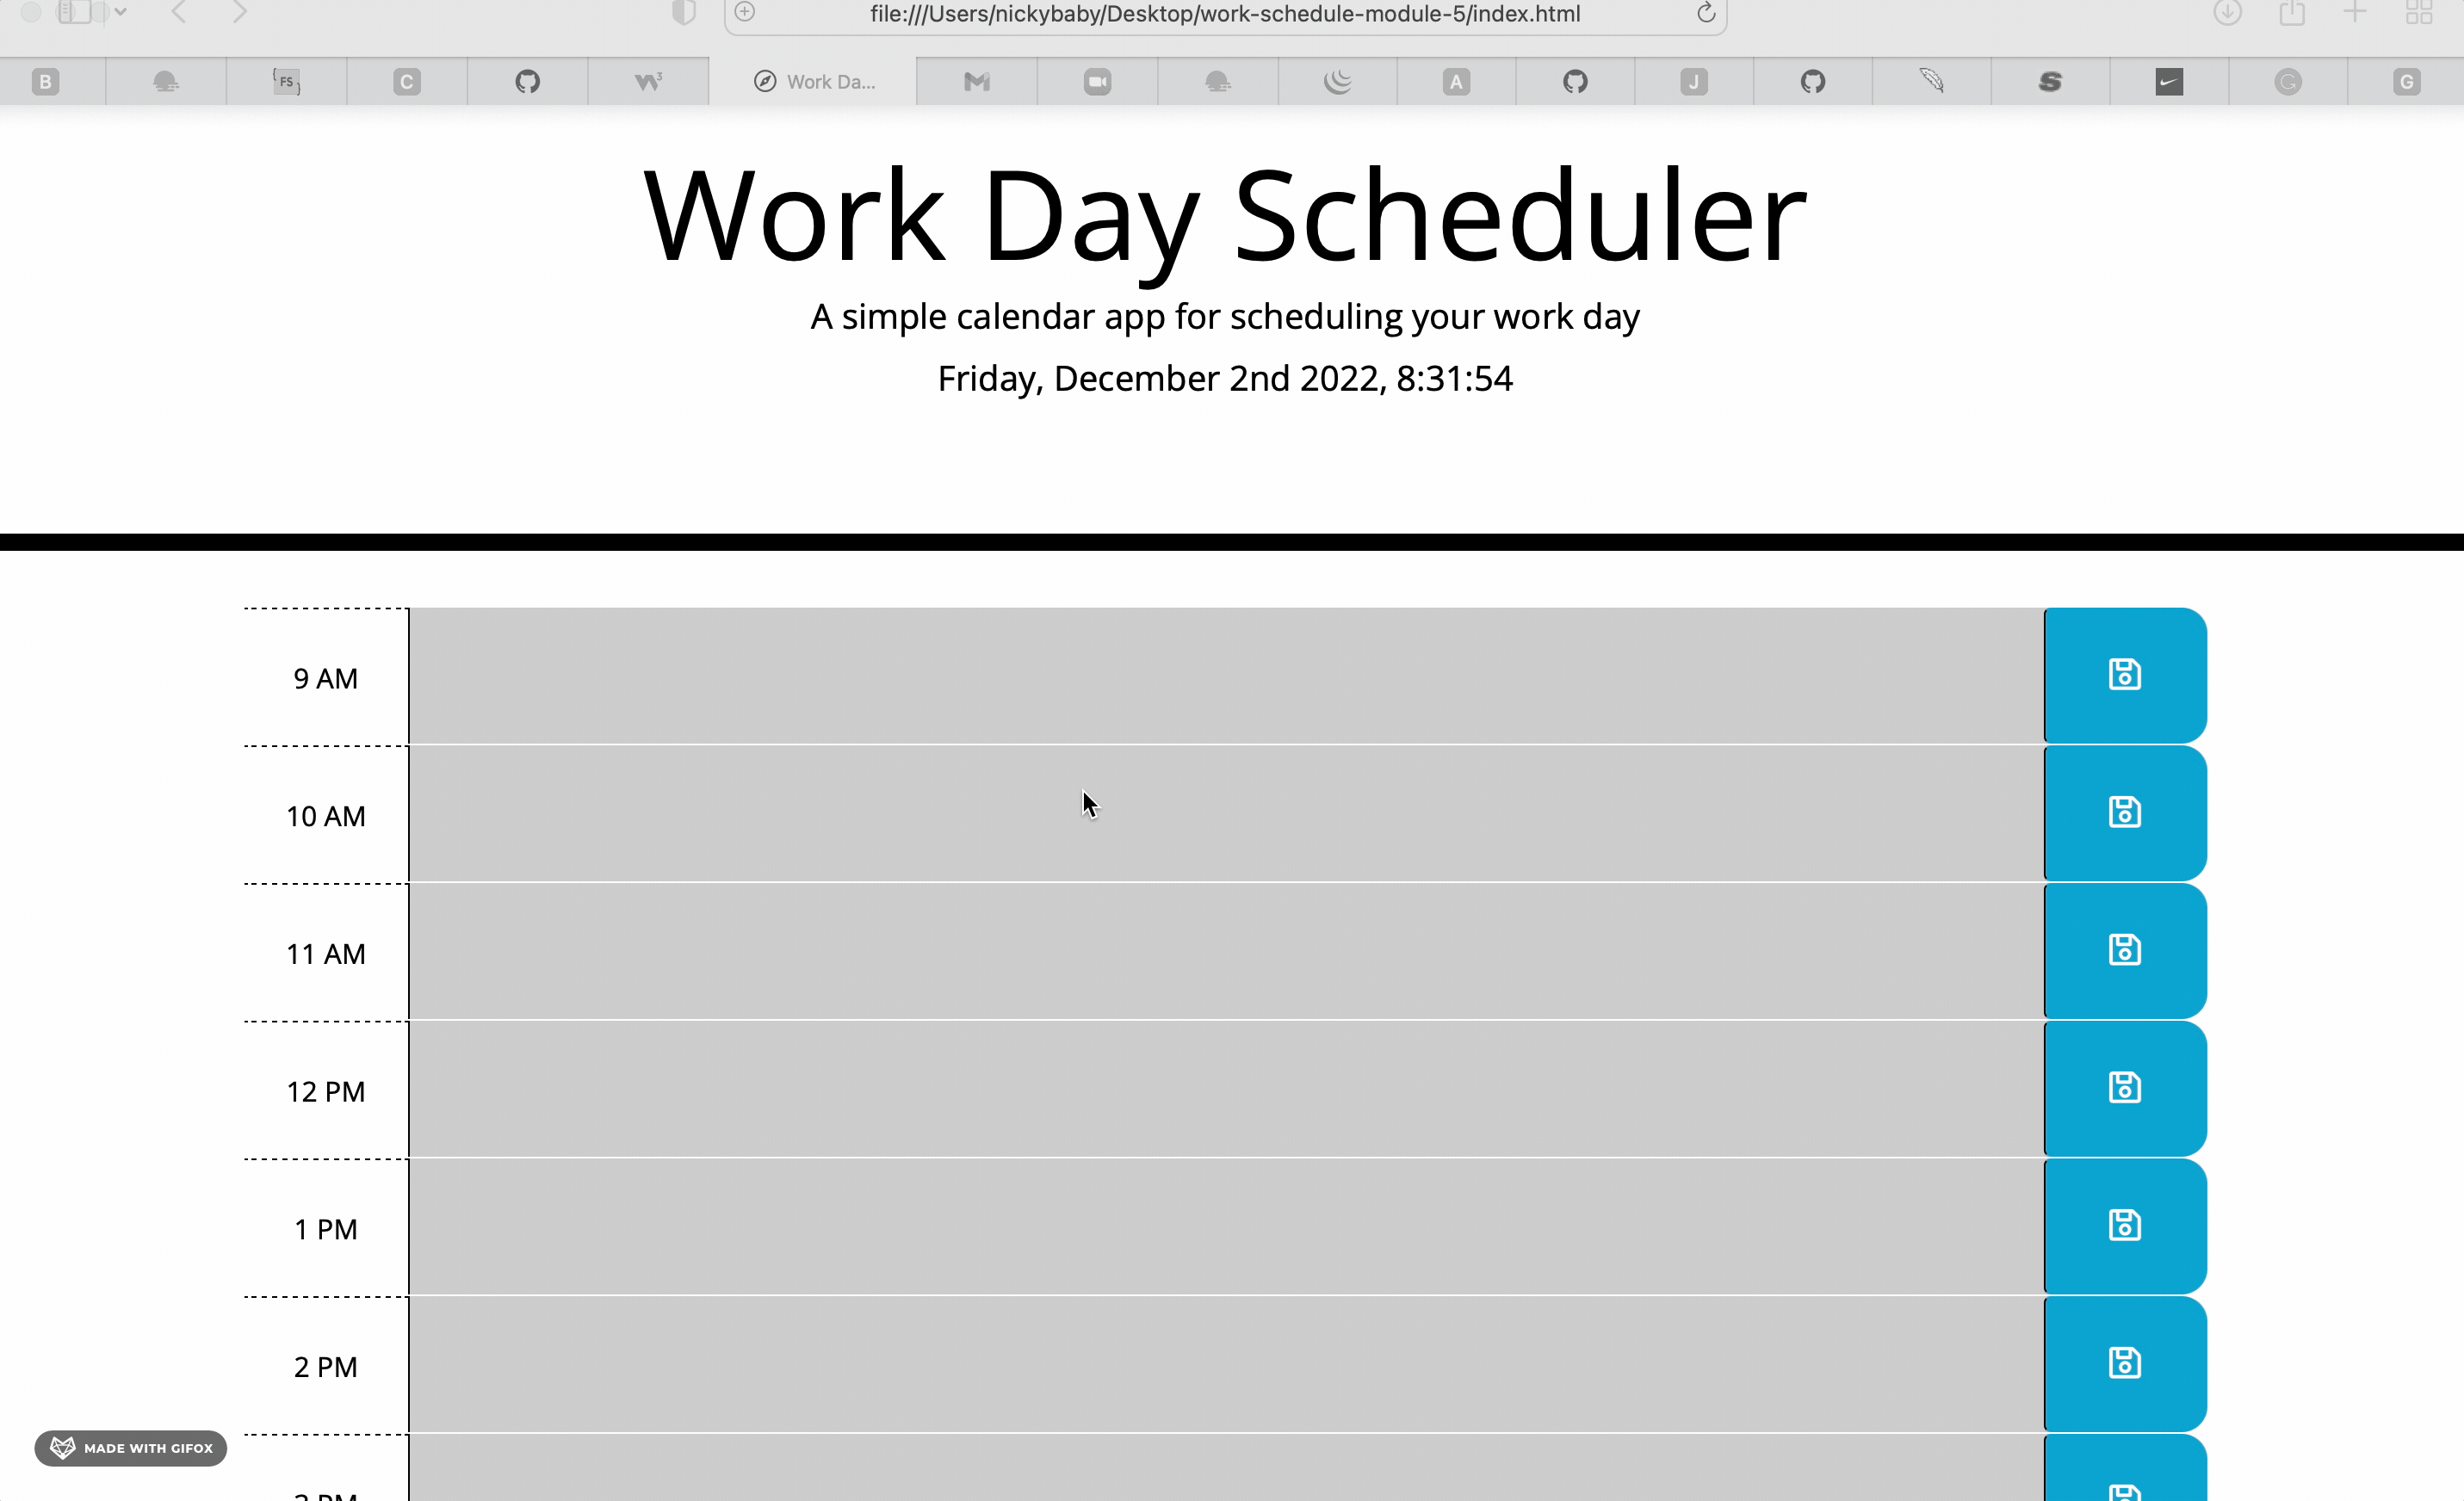 file:///Users/nickybaby/Desktop/work-schedule-module-5/index.html
B
FS
C
W3
Work Da...
A
J
S
G
G
Work Day Scheduler
A simple calendar app for scheduling your work day
Friday, December 2nd 2022, 8:31:54
9 AM
10 AM
11 AM
12 PM
1 PM
2 PM
MADE WITH GIFOX